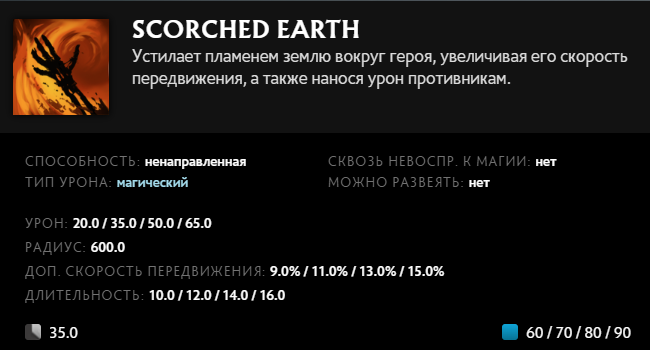 SCORCHED EARTH
Устилает пламенем землю вокруг героя, увеличивая его скорость
передвижения, а также нанося урон противникам.
СПОСОБНОСТЬ: ненаправленная
СКВОЗЬ НЕВОСПР. К МАГИИ: нет
ТИП УРОНА: магический
МОЖНО РАЗВЕЯТЬ: нет
УРОН: 20.0 / 35.0 / 50.0 / 65.0
РАДИУС: 600.0
ДОП. СКОРОСТЬ ПЕРЕДВИЖЕНИЯ: 9.0% / 11.0% / 13.0% / 15.0%
ДЛИТЕЛЬНОСТЬ: 10.0 / 12.0 / 14.0 / 16.0
35.0
60 / 70 / 80 / 90